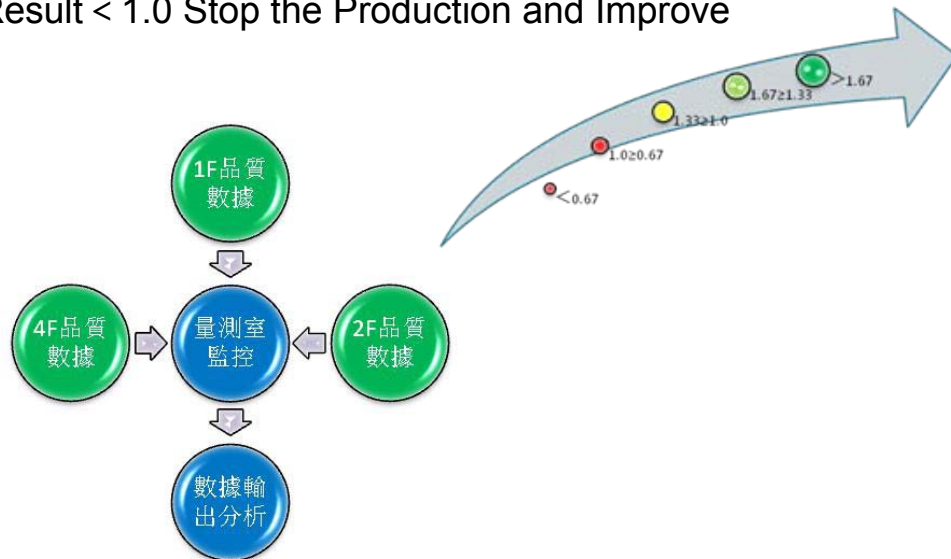 Result < 1.0 Stop the Production and Improve
>1.67
1.67≥1.33
1.33≥1.0
1.0≥0.67
<0.67
1F品質
數據
4F品質
數據
量測室
監控
2F品質
數據
數據輸
出分析